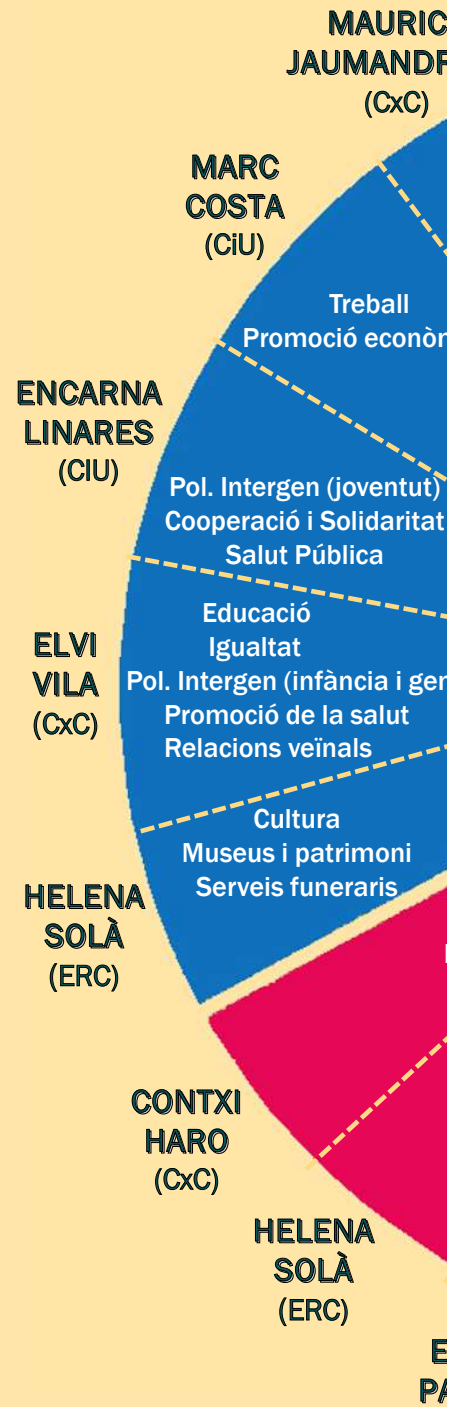 MAURIC
JAUMANDR
(CxC)
MARC
COSTA
(CiU)
Treball
Promoció econòm
ENCARNA
LINARES
(CIU)
Pol. Intergen (joventut)
Cooperació i Solidaritat
Salut Pública
ELVI
VILA
(CxC)
Educació
Igualtat
Pol. Intergen (infància i gen
Promoció de la salut
Relacions veïnals
HELENA
SOLÀ
(ERC)
Cultura
Museus i patrimoni
Serveis funeraris
CONTXI
HARO
(CxC)
HELENA
SOLÀ
(ERC)
E
PA